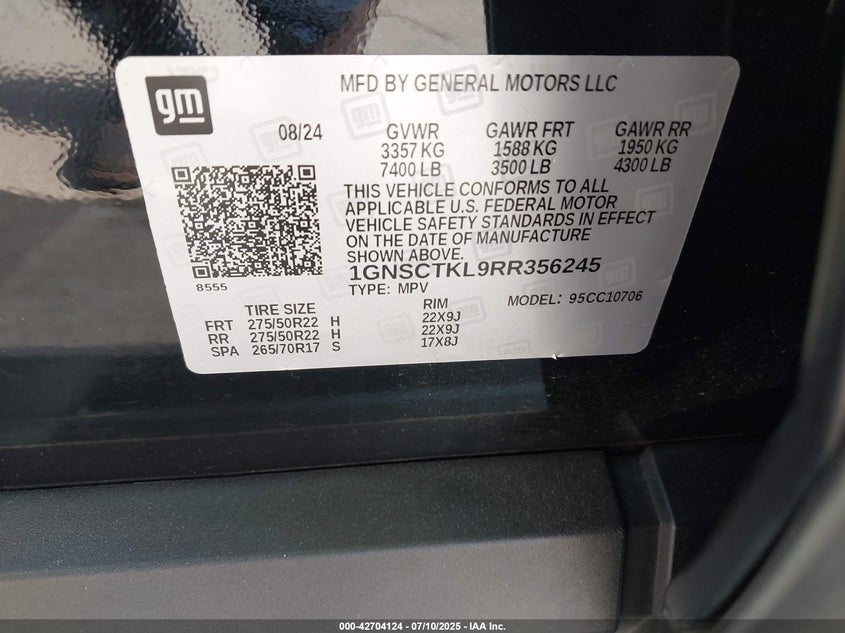 gm
MFD BY GENERAL MOTORS LLC
08/24 GVWR GAWR FRT GAWR RR
3357 KG 1588 KG 1950 KG
7400 LB 3500 LB 4300 LB
THIS VEHICLE CONFORMS TO ALL
APPLICABLE U.S. FEDERAL MOTOR
VEHICLE SAFETY STANDARDS IN EFFECT
ON THE DATE OF MANUFACTURE
SHOWN ABOVE.
8555
1GNSCTKL9RR356245
TYPE: MPV MODEL: 95CC10706
TIRE SIZE RIM
FRT 275/50R22 H 22X9J
RR 275/50R22 H 22X9J
SPA 265/70R17 S 17X8J
000-42704124 - 07/10/2025 - IAA Inc.